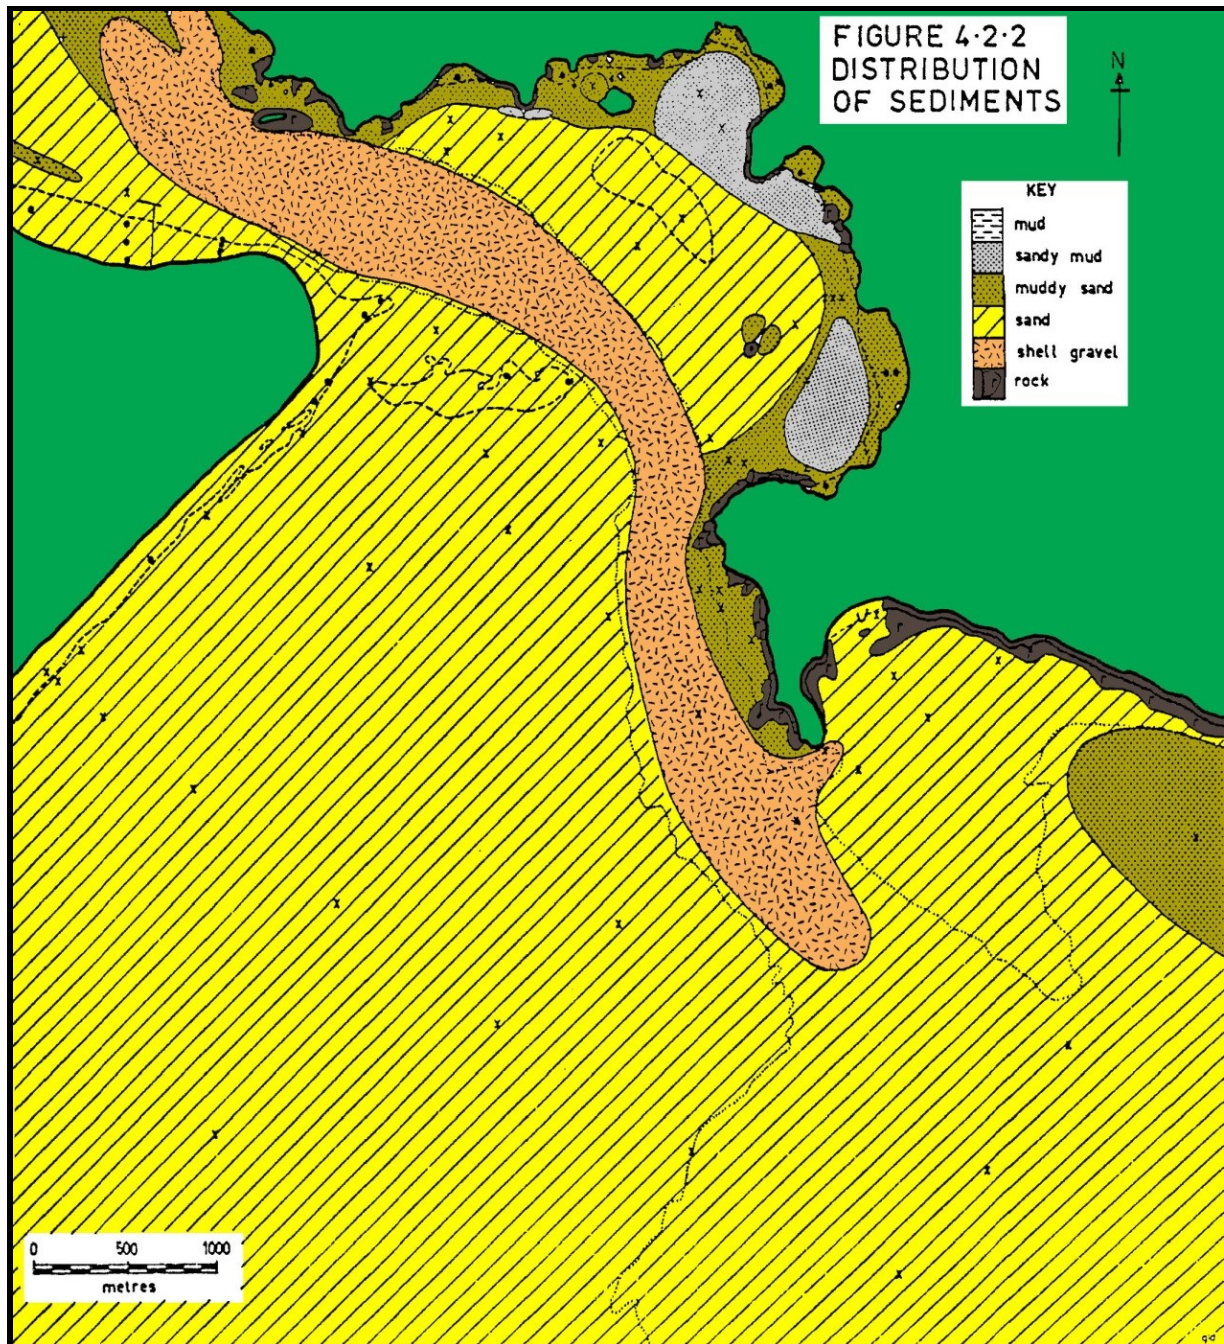 FIGURE 4·2·2
DISTRIBUTION
OF SEDIMENTS
N
KEY
mud
sandy mud
muddy sand
sand
shell gravel
rock
0 500 1000
metres